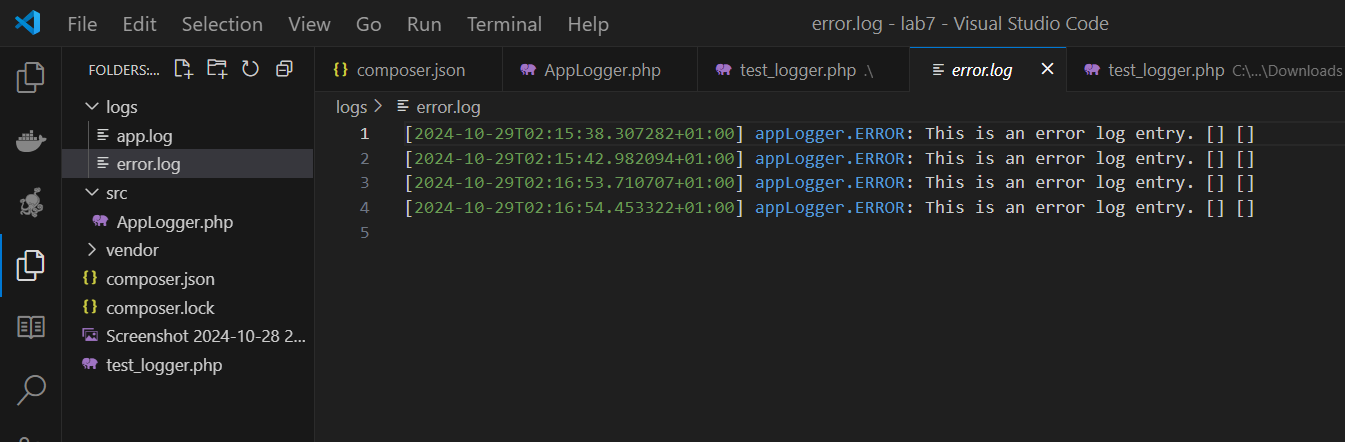 File Edit Selection View Go Run Terminal Help error.log - lab7 - Visual Studio Code
FOLDERS:...
logs
app.log
error.log
src
AppLogger.php
vendor
composer.json
composer.lock
Screenshot 2024-10-28 2...
test_logger.php
composer.json AppLogger.php test_logger.php .\ error.log test_logger.php C:\...\Downloads
logs > error.log
1 [2024-10-29T02:15:38.307282+01:00] appLogger.ERROR: This is an error log entry. [] []
2 [2024-10-29T02:15:42.982094+01:00] appLogger.ERROR: This is an error log entry. [] []
3 [2024-10-29T02:16:53.710707+01:00] appLogger.ERROR: This is an error log entry. [] []
4 [2024-10-29T02:16:54.453322+01:00] appLogger.ERROR: This is an error log entry. [] []
5